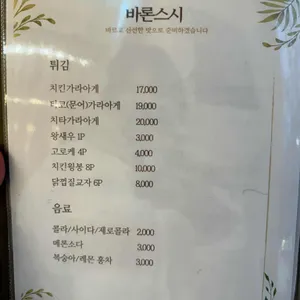 바론스시
바르고 신선한 맛으로 준비하겠습니다
튀김
치킨가라아게 17,000
타코(문어)가라아게 19,000
치타가라아게 20,000
왕새우 1P 3,000
고로케 4P 4,000
치킨윙봉 8P 10,000
닭껍질교자 6P 8,000
음료
콜라/사이다/제로콜라 2,000
메론소다 3,000
복숭아/레몬 홍차 3,000